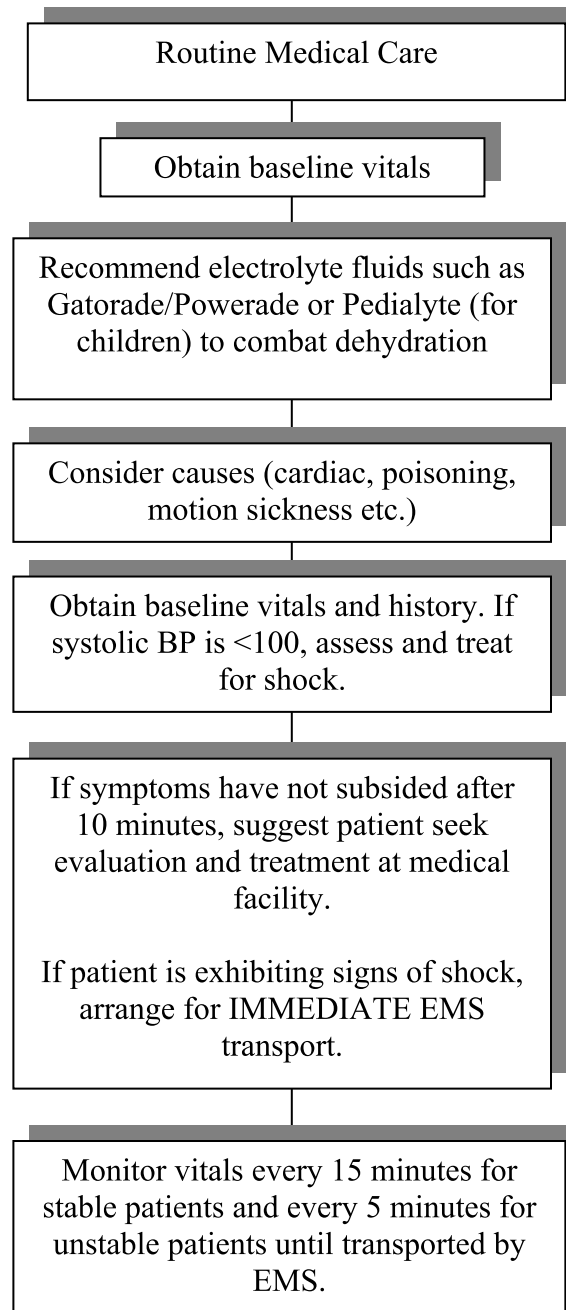 Routine Medical Care
Obtain baseline vitals
Recommend electrolyte fluids such as
Gatorade/Powerade or Pedialyte (for
children) to combat dehydration
Consider causes (cardiac, poisoning,
motion sickness etc.)
Obtain baseline vitals and history. If
systolic BP is <100, assess and treat
for shock.
If symptoms have not subsided after
10 minutes, suggest patient seek
evaluation and treatment at medical
facility.
If patient is exhibiting signs of shock,
arrange for IMMEDIATE EMS
transport.
Monitor vitals every 15 minutes for
stable patients and every 5 minutes for
unstable patients until transported by
EMS.